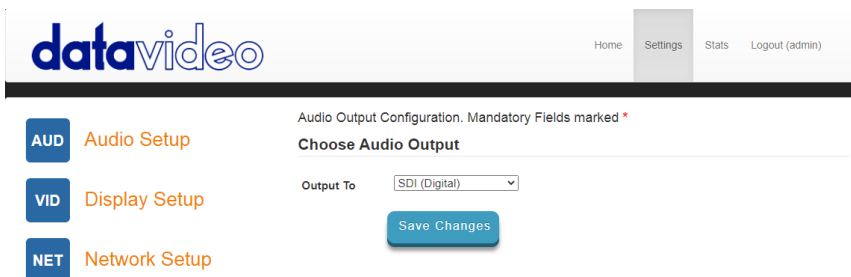 datavideo
Home Settings Stats Logout (admin)
Audio Output Configuration. Mandatory Fields marked *
AUD Audio Setup
Choose Audio Output
Output To SDI (Digital)
VID Display Setup
Save Changes
NET Network Setup